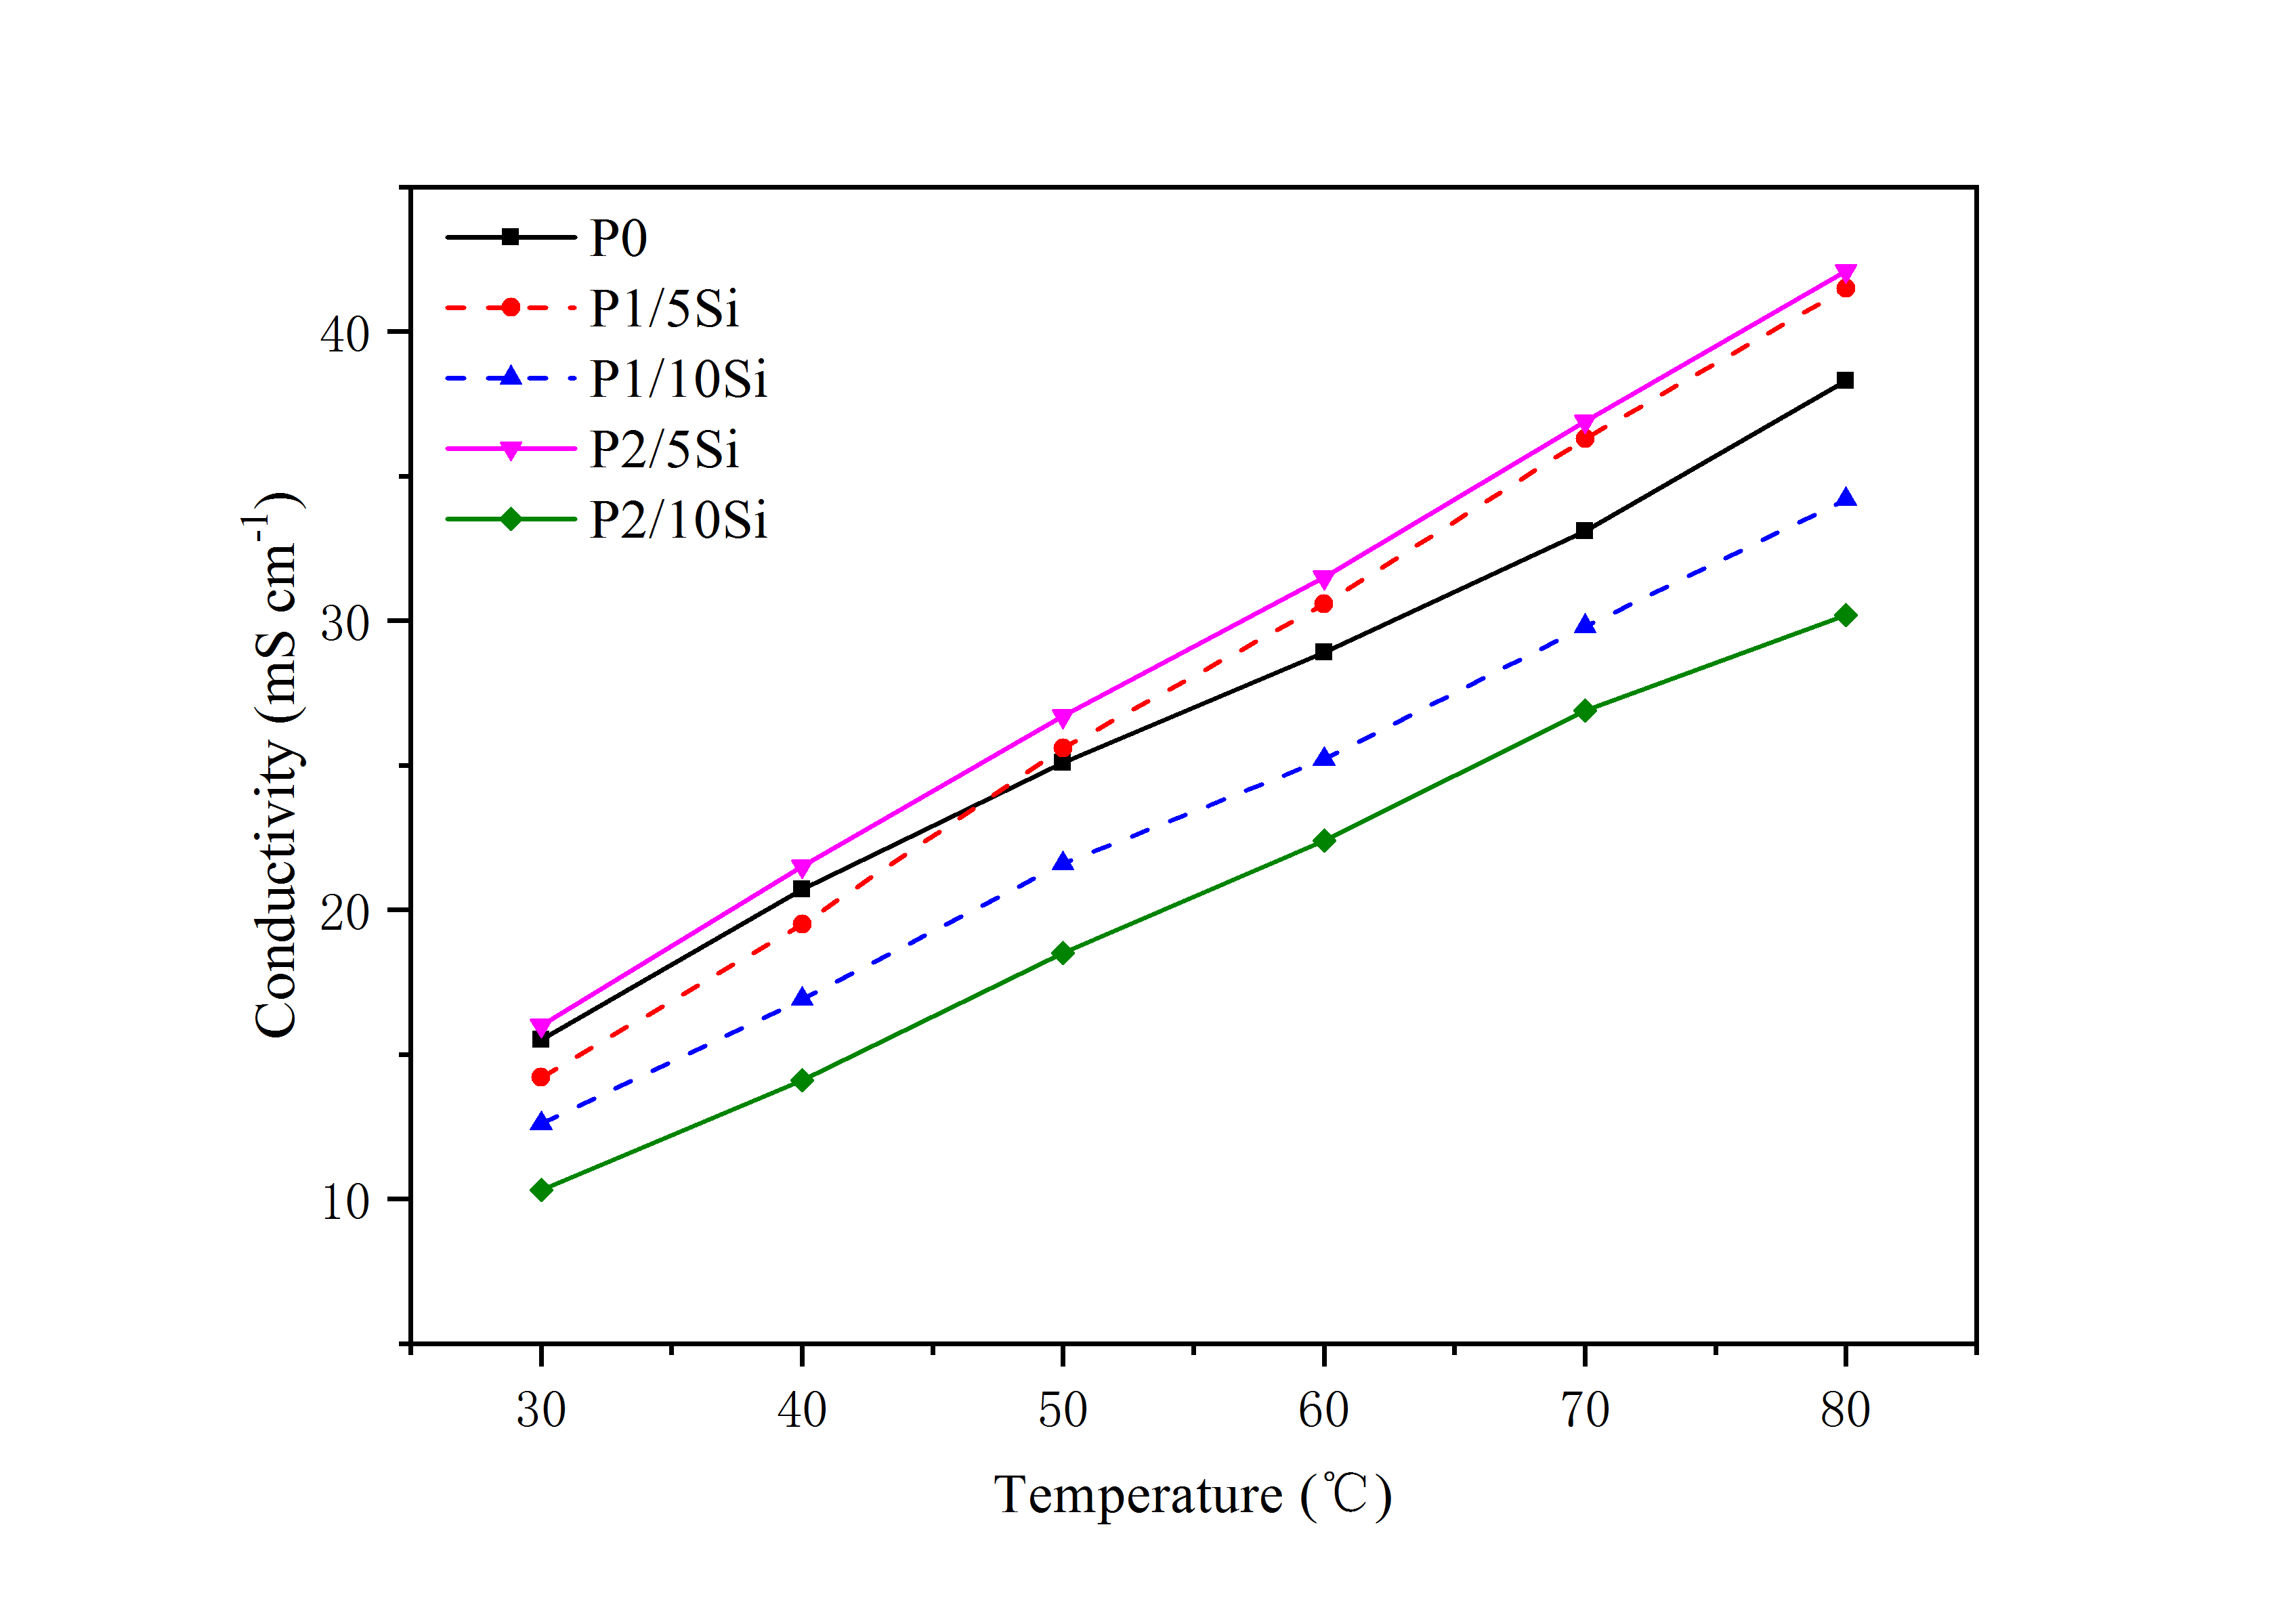 P0
P1/5Si
P1/10Si
P2/5Si
P2/10Si
40
30
20
10
Conductivity (mS cm-1)
30 40 50 60 70 80
Temperature (℃)